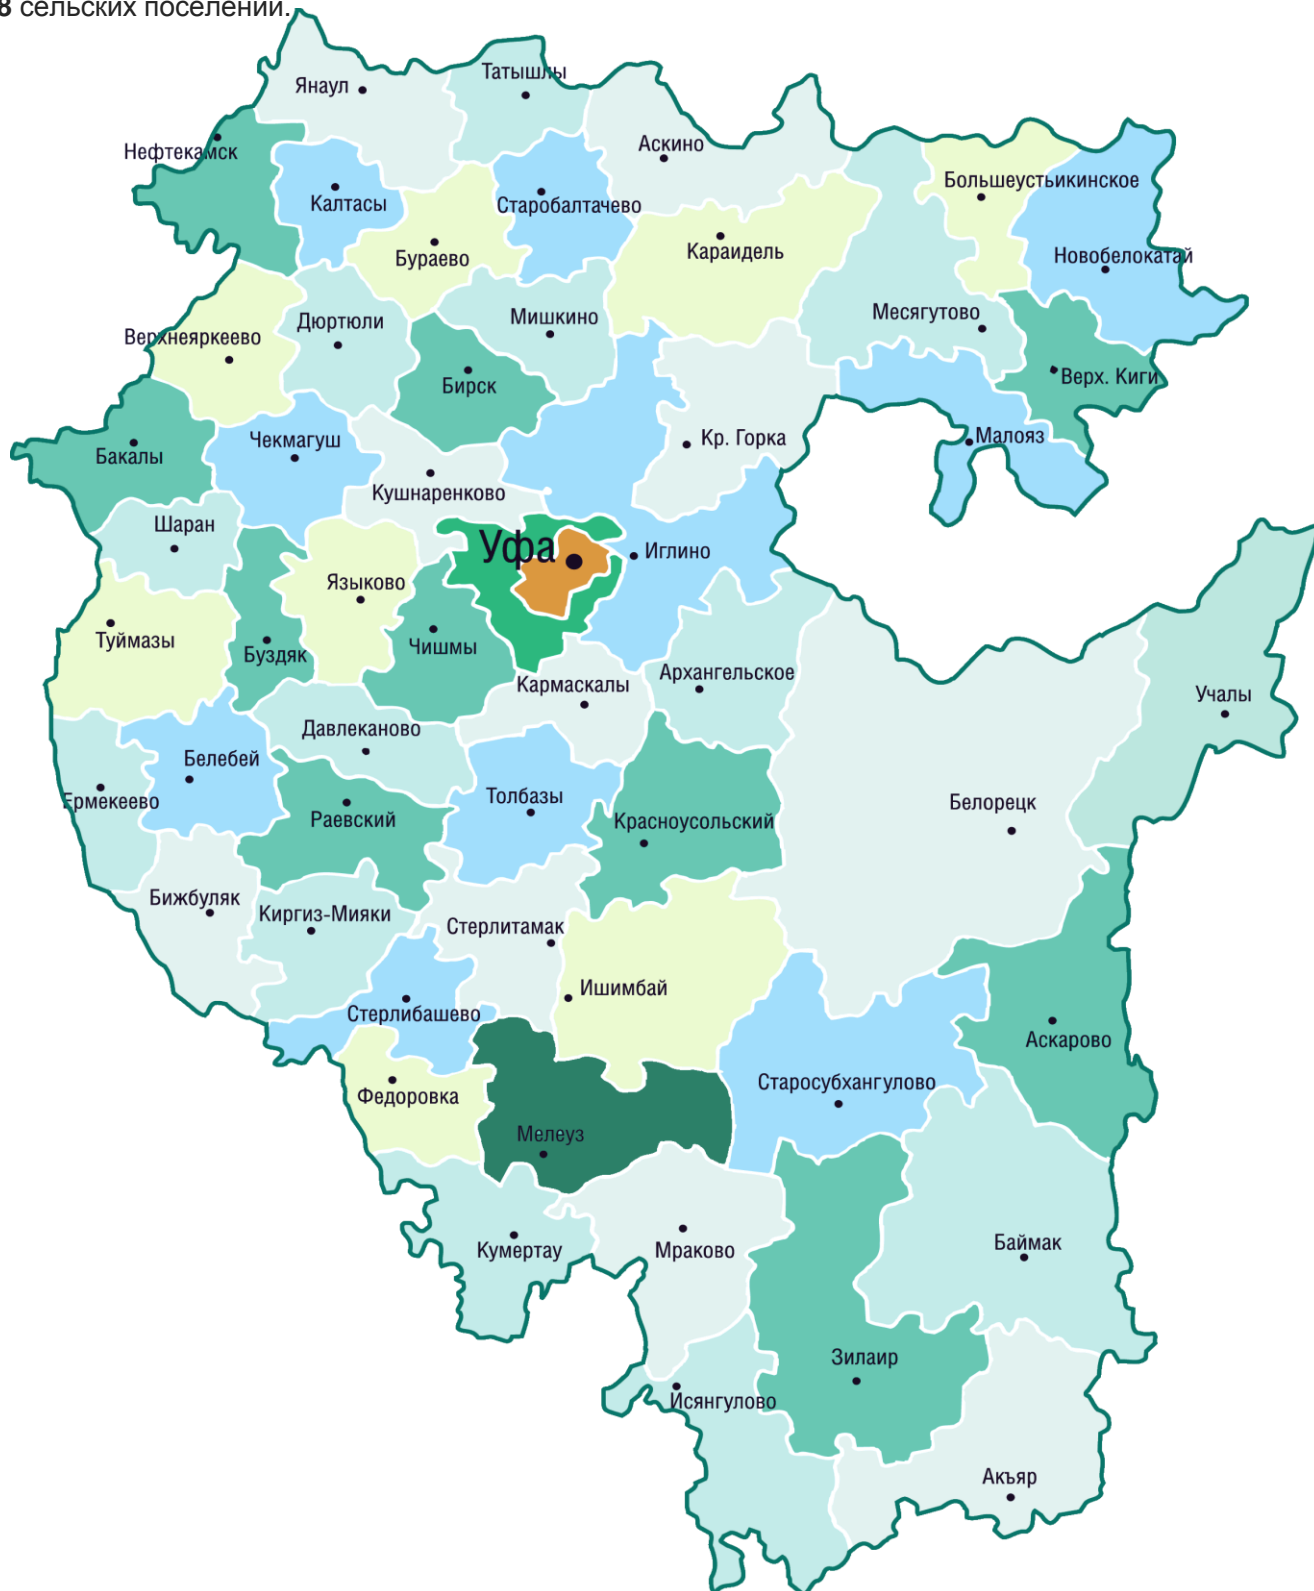 8 сельских поселений.
Татышлы
Янаул
Аскино
Нефтекамск
Большеустьикинское
Калтасы
Старобалтачево
Караидель
Бураево
Новобелокатай
Месягутово
Мишкино
Дюртюли
Верхнеяркеево
Верх. Киги
Бирск
Малояз
Кр. Горка
Чекмагуш
Бакалы
Кушнаренково
Шаран
Уфа
Иглино
Языково
Туймазы
Чишмы
Буздяк
Архангельское
Кармаскалы
Учалы
Давлеканово
Белебей
Толбазы
Ермекеево
Белорецк
Раевский
Красноусольский
Бижбуляк
Киргиз-Мияки
Стерлитамак
Ишимбай
Стерлибашево
Аскарово
Старосубхангулово
Федоровка
Мелеуз
Баймак
Кумертау
Мраково
Зилаир
Исянгулово
Акъяр